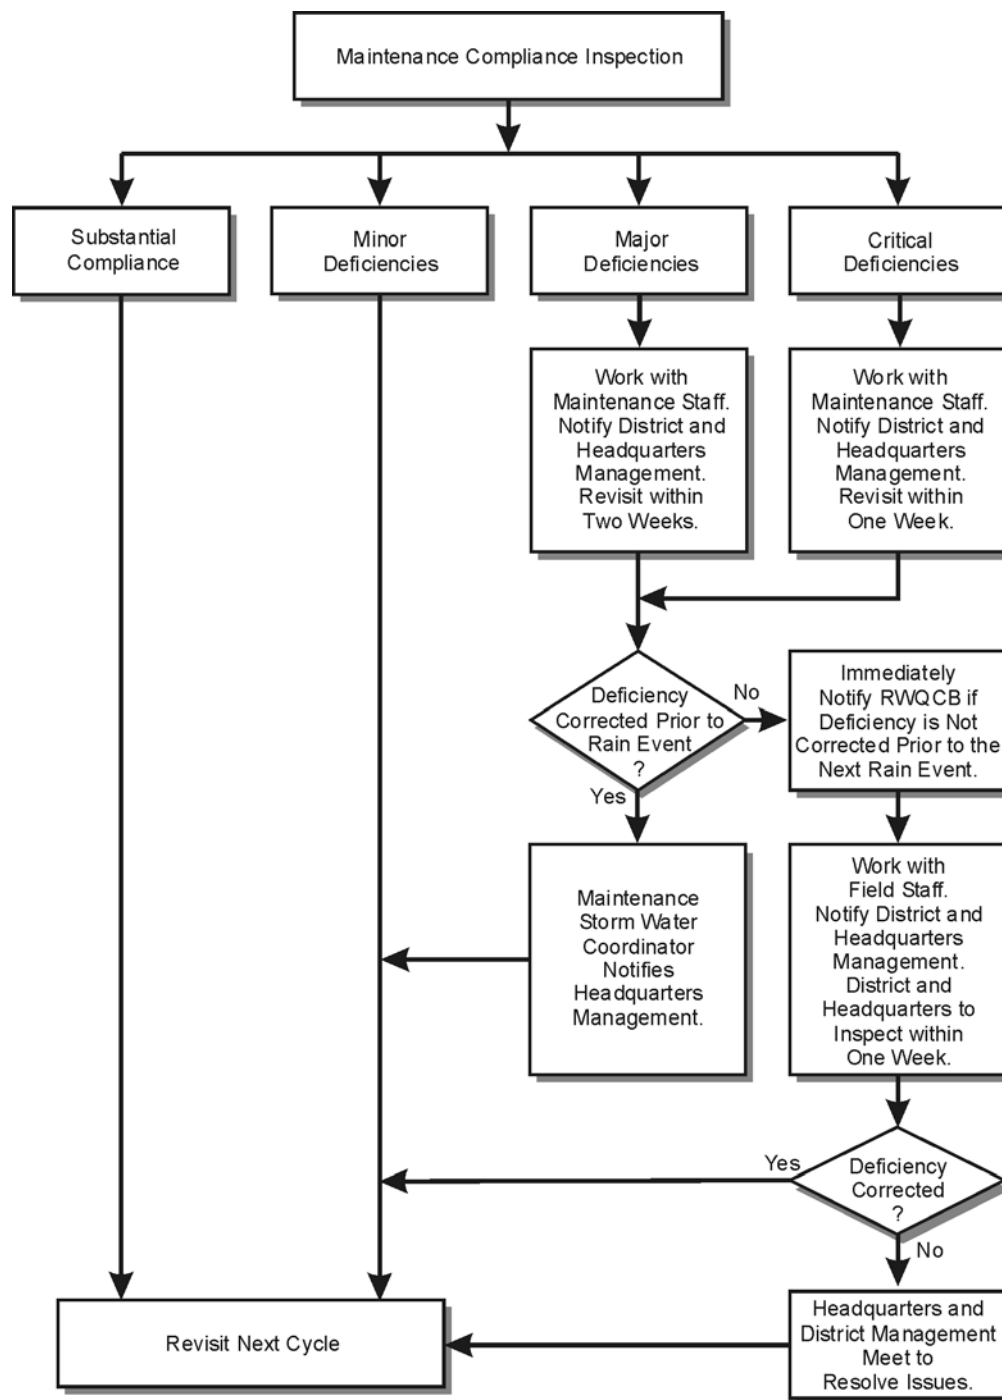 Maintenance Compliance Inspection
Substantial
Compliance
Minor
Deficiencies
Major
Deficiencies
Critical
Deficiencies
Work with
Maintenance Staff.
Notify District and
Headquarters
Management.
Revisit within
Two Weeks.
Work with
Maintenance Staff.
Notify District and
Headquarters
Management.
Revisit within
One Week.
Deficiency
Corrected Prior to
Rain Event
?
No
Yes
Immediately
Notify RWQCB if
Deficiency is Not
Corrected Prior to the
Next Rain Event.
Maintenance
Storm Water
Coordinator
Notifies
Headquarters
Management.
Work with
Field Staff.
Notify District and
Headquarters
Management.
District and
Headquarters to
Inspect within
One Week.
Yes
Deficiency
Corrected
?
No
Revisit Next Cycle
Headquarters and
District Management
Meet to
Resolve Issues.